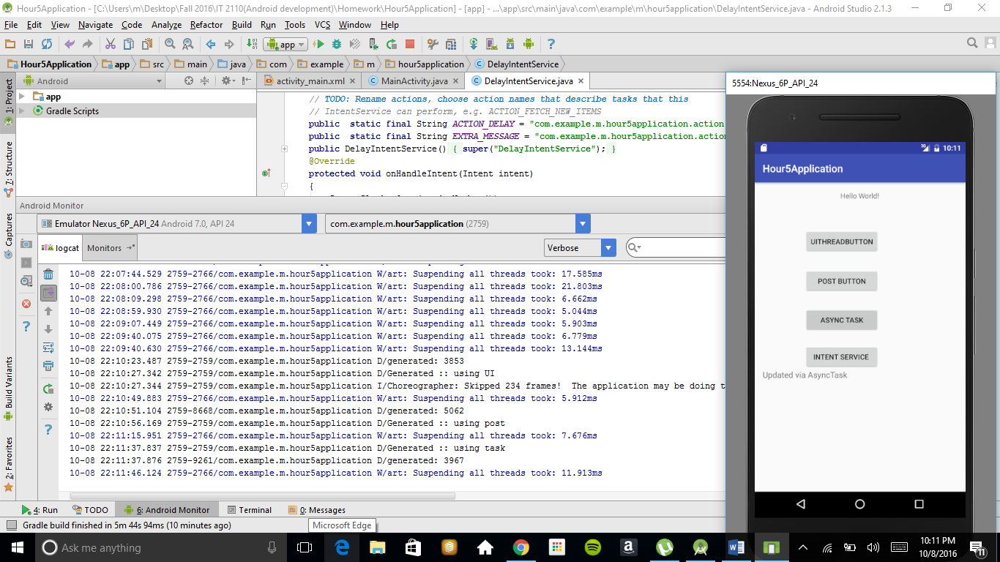 Hour5Application - [C:\Users\m\Desktop\Fall 2016\IT 2110(Android development)\Homework\Hour5Application] - [app] - ...\app\src\main\java\com\example\m\hour5application\DelayIntentService.java - Android Studio 2.1.3
File Edit View Navigate Code Analyze Refactor Build Run Tools VCS Window Help
app
Hour5Application app src main java com example m hour5application DelayIntentService
Android
activity_main.xml MainActivity.java DelayIntentService.java
1: Project
7: Structure
Captures
Build Variants
2: Favorites
app
Gradle Scripts
// TODO: Rename actions, choose action names that describe tasks that this
// IntentService can perform, e.g. ACTION_FETCH_NEW_ITEMS
public static final String ACTION_DELAY = "com.example.m.hour5application.action
public static final String EXTRA_MESSAGE = "com.example.m.hour5application.action
public DelayIntentService() { super("DelayIntentService"); }
@Override
protected void onHandleIntent(Intent intent)
{
Android Monitor
Emulator Nexus_6P_API_24 Android 7.0, API 24
com.example.m.hour5application (2759)
logcat Monitors
Verbose
10-08 22:07:44.529 2759-2766/com.example.m.hour5application W/art: Suspending all threads took: 17.585ms
10-08 22:08:00.786 2759-2766/com.example.m.hour5application W/art: Suspending all threads took: 21.803ms
10-08 22:08:09.298 2759-2766/com.example.m.hour5application W/art: Suspending all threads took: 6.662ms
10-08 22:08:59.930 2759-2766/com.example.m.hour5application W/art: Suspending all threads took: 5.044ms
10-08 22:09:07.449 2759-2766/com.example.m.hour5application W/art: Suspending all threads took: 5.903ms
10-08 22:09:40.075 2759-2766/com.example.m.hour5application W/art: Suspending all threads took: 6.779ms
10-08 22:09:40.630 2759-2766/com.example.m.hour5application W/art: Suspending all threads took: 13.144ms
10-08 22:10:23.487 2759-2759/com.example.m.hour5application D/generated: 3853
10-08 22:10:27.342 2759-2759/com.example.m.hour5application D/Generated :: using UI
10-08 22:10:27.344 2759-2759/com.example.m.hour5application I/Choreographer: Skipped 234 frames! The application may be doing t
10-08 22:10:49.883 2759-2766/com.example.m.hour5application W/art: Suspending all threads took: 5.912ms
10-08 22:10:51.104 2759-8668/com.example.m.hour5application D/generated: 5062
10-08 22:10:56.169 2759-2759/com.example.m.hour5application D/Generated :: using post
10-08 22:11:15.951 2759-2766/com.example.m.hour5application W/art: Suspending all threads took: 7.676ms
10-08 22:11:37.837 2759-2759/com.example.m.hour5application D/Generated :: using task
10-08 22:11:37.876 2759-9261/com.example.m.hour5application D/generated: 3967
10-08 22:11:46.124 2759-2766/com.example.m.hour5application W/art: Suspending all threads took: 11.913ms
4: Run TODO 6: Android Monitor Terminal 0: Messages
Gradle build finished in 5m 44s 94ms (10 minutes ago)
Microsoft Edge
5554:Nexus_6P_API_24
3G 10:11
Hour5Application
Hello World!
UITHREADBUTTON
POST BUTTON
ASYNC TASK
INTENT SERVICE
Updated via AsyncTask
Ask me anything
10:11 PM
10/8/2016
11